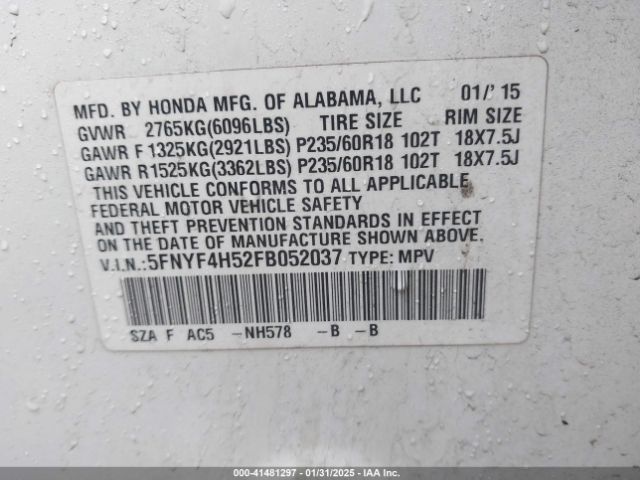 MFD. BY HONDA MFG. OF ALABAMA, LLC 01/'15
GVWR 2765KG(6096LBS) TIRE SIZE RIM SIZE
GAWR F 1325KG(2921LBS) P235/60R18 102T 18X7.5J
GAWR R1525KG(3362LBS) P235/60R18 102T 18X7.5J
THIS VEHICLE CONFORMS TO ALL APPLICABLE
FEDERAL MOTOR VEHICLE SAFETY
AND THEFT PREVENTION STANDARDS IN EFFECT
ON THE DATE OF MANUFACTURE SHOWN ABOVE.
V.I.N.:5FNYF4H52FB052037 TYPE: MPV
SZA F AC5 -NH578 -B -B
000-41481297 - 01/31/2025 - IAAI.COM